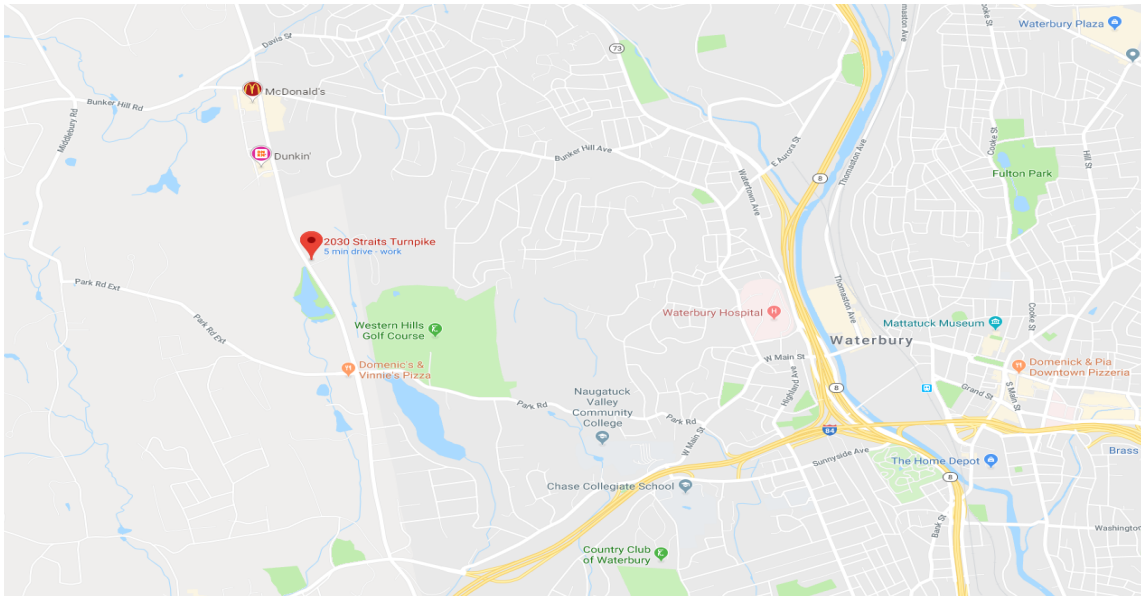 Thomaston Ave
Cooke St
Waterbury Plaza
Davis St
73
McDonald's
Bunker Hill Rd
Middlebury Rd
Dunkin'
Bunker Hill Ave
E Aurora St
Thomaston Ave
Cooke St
Hill St
Fulton Park
8
Watertown Ave
2030 Straits Turnpike
5 min drive - work
Park Rd Ext
Thomaston Ave
Waterbury Hospital
H
Mattatuck Museum
Cooke St
Western Hills
Golf Course
Park Rd Ext
Waterbury
W Main St
Domenic's &
Vinnie's Pizza
Domenick & Pia
Downtown Pizzeria
Highland Ave
8
Grand St
S Main St
Naugatuck
Valley
Community
College
Park Rd
Park Rd
84
W Main St
Brass
Sunnyside Ave
The Home Depot
8
Chase Collegiate School
Bank St
Washington
Country Club
of Waterbury